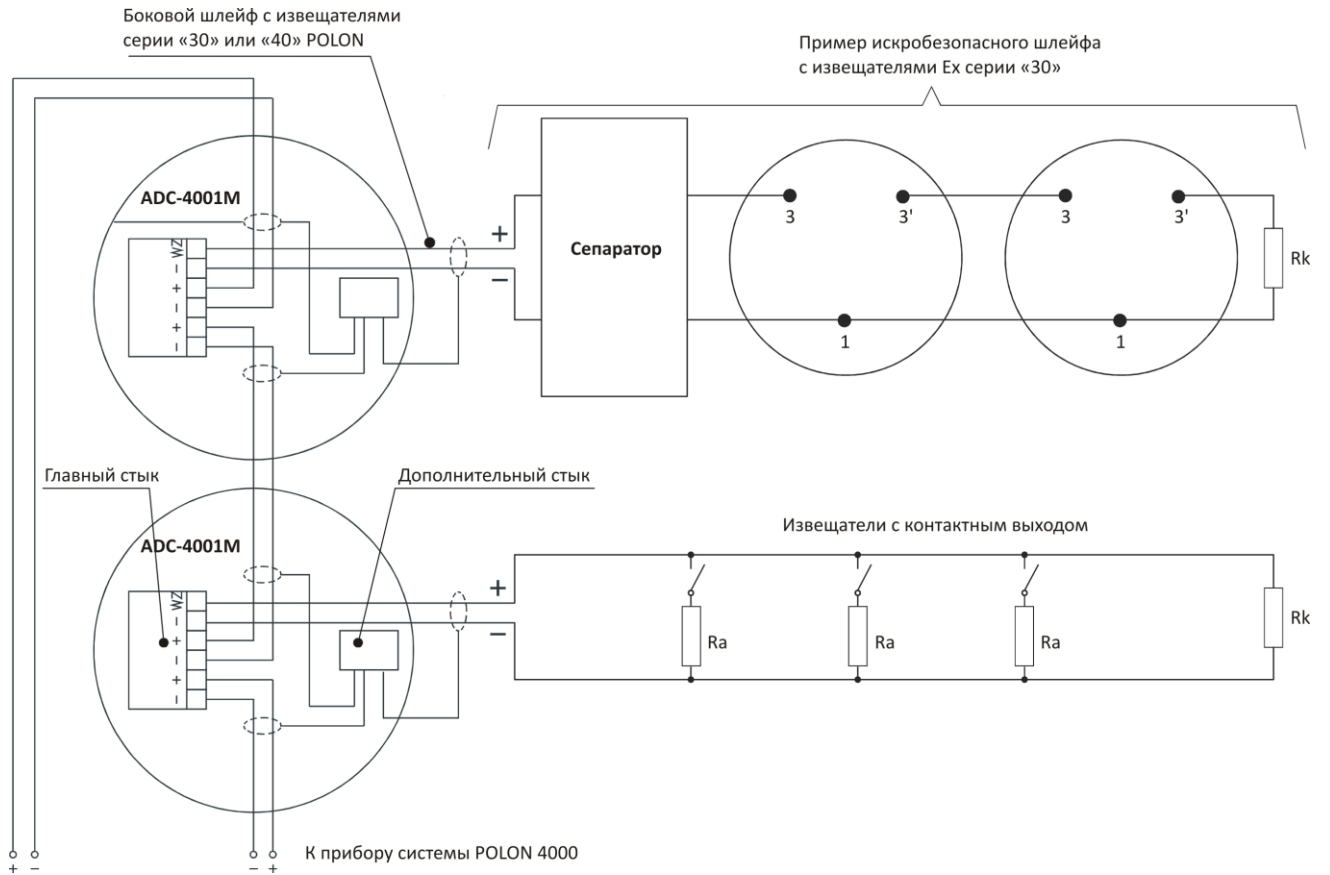 Боковой шлейф с извещателями
серии «30» или «40» POLON
Пример искробезопасного шлейфа
с извещателями Ex серии «30»
ADC-4001M
WZ
–
+
–
+
–
+
–
Сепаратор
3
3'
1
3
3'
1
Rk
Главный стык
Дополнительный стык
ADC-4001M
WZ
–
+
–
+
–
+
–
Извещатели с контактным выходом
Ra
Ra
Ra
Rk
+ – – + К прибору системы POLON 4000